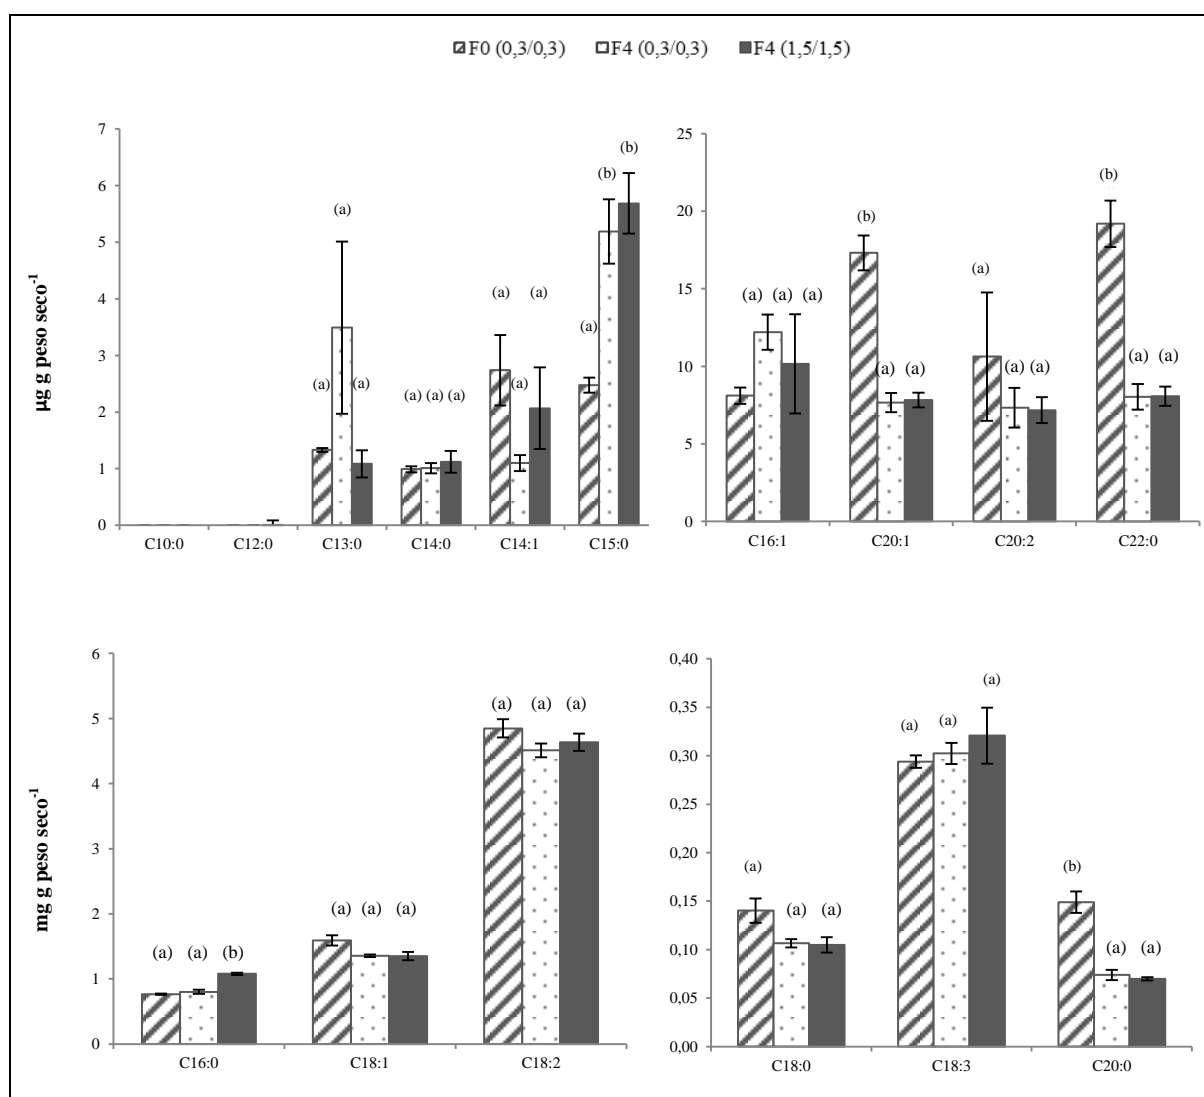 F0 (0,3/0,3) F4 (0,3/0,3) F4 (1,5/1,5)
µg g peso seco-1
7
6
5
4
3
2
1
0
(a) (a) (a)
(a) (a) (a)
(a) (a) (a)
(a) (b) (b)
C10:0 C12:0 C13:0 C14:0 C14:1 C15:0
25
20
15
10
5
0
(a) (a) (a)
(b) (a) (a)
(a) (a) (a)
(b) (a) (a)
C16:1 C20:1 C20:2 C22:0
mg g peso seco-1
6
5
4
3
2
1
0
(a) (a) (b)
(a) (a) (a)
(a) (a) (a)
C16:0 C18:1 C18:2
0,40
0,35
0,30
0,25
0,20
0,15
0,10
0,05
0,00
(a) (a) (a)
(a) (a) (a)
(b) (a) (a)
C18:0 C18:3 C20:0